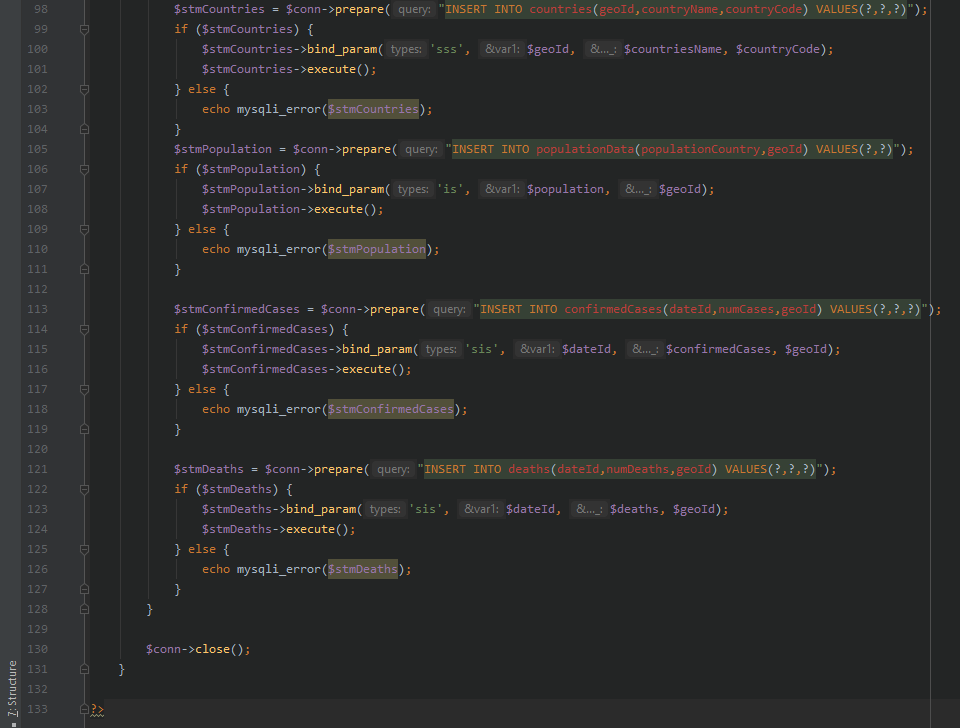 98 $stmCountries = $conn->prepare( query: "INSERT INTO countries(geoId,countryName,countryCode) VALUES(?,?,?)");
99 if ($stmCountries) {
100 $stmCountries->bind_param( types: 'sss', &var1: $geoId, &..._: $countriesName, $countryCode);
101 $stmCountries->execute();
102 } else {
103 echo mysqli_error($stmCountries);
104 }
105 $stmPopulation = $conn->prepare( query: "INSERT INTO populationData(populationCountry,geoId) VALUES(?,?)");
106 if ($stmPopulation) {
107 $stmPopulation->bind_param( types: 'is', &var1: $population, &..._: $geoId);
108 $stmPopulation->execute();
109 } else {
110 echo mysqli_error($stmPopulation);
111 }
112
113 $stmConfirmedCases = $conn->prepare( query: "INSERT INTO confirmedCases(dateId,numCases,geoId) VALUES(?,?,?)");
114 if ($stmConfirmedCases) {
115 $stmConfirmedCases->bind_param( types: 'sis', &var1: $dateId, &..._: $confirmedCases, $geoId);
116 $stmConfirmedCases->execute();
117 } else {
118 echo mysqli_error($stmConfirmedCases);
119 }
120
121 $stmDeaths = $conn->prepare( query: "INSERT INTO deaths(dateId,numDeaths,geoId) VALUES(?,?,?)");
122 if ($stmDeaths) {
123 $stmDeaths->bind_param( types: 'sis', &var1: $dateId, &..._: $deaths, $geoId);
124 $stmDeaths->execute();
125 } else {
126 echo mysqli_error($stmDeaths);
127 }
128 }
129
130 $conn->close();
131 }
132
133 ?>
7: Structure